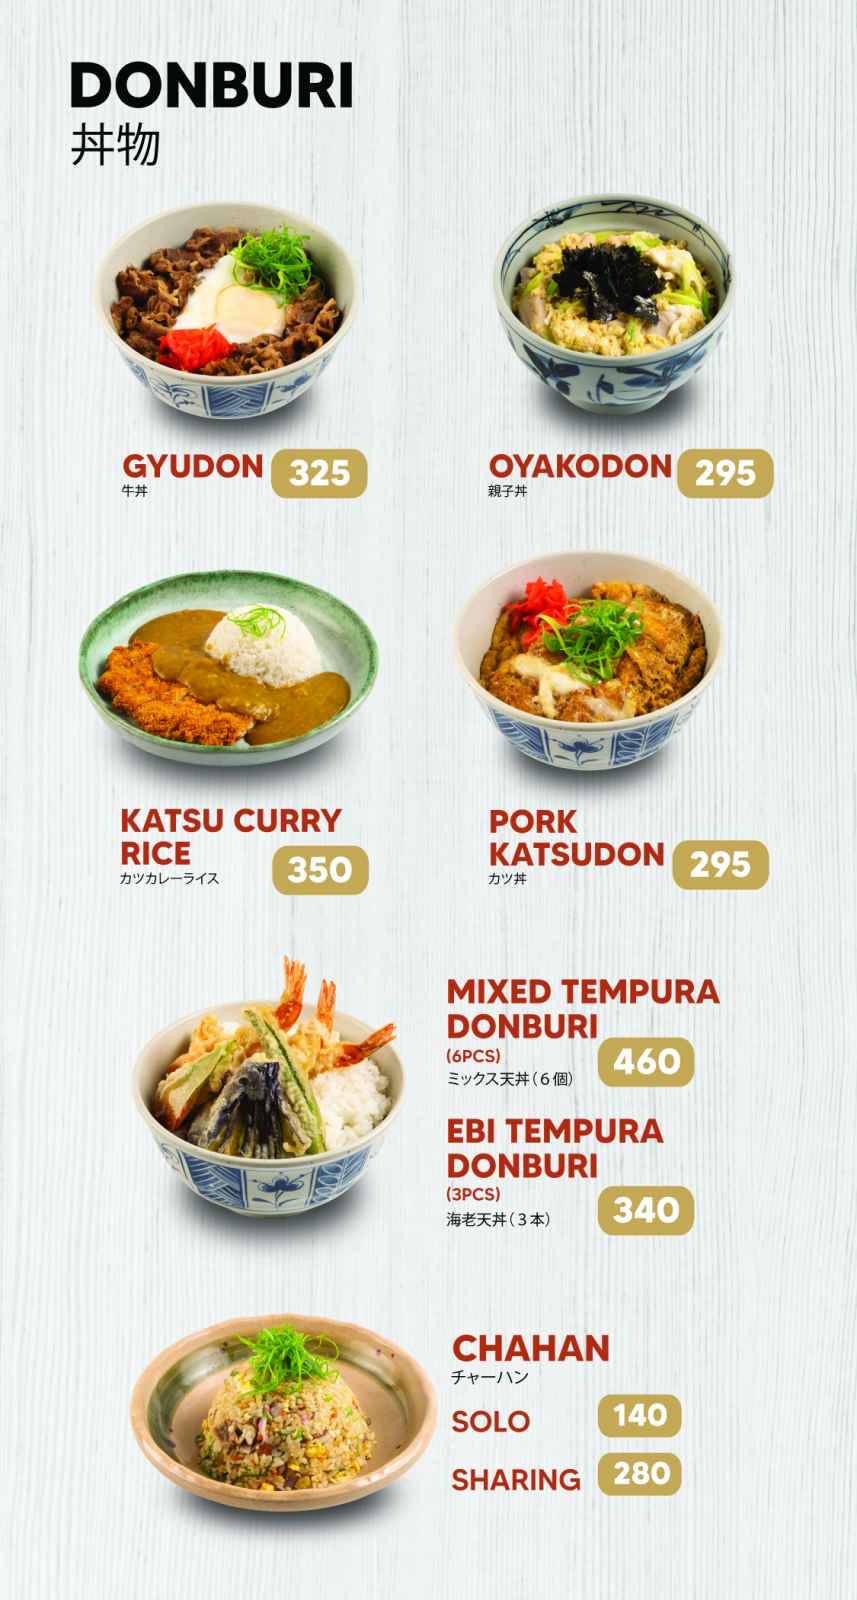 DONBURI
丼物
GYUDON 325
牛丼
OYAKODON 295
親子丼
KATSU CURRY
RICE 350
カツカレーライス
PORK
KATSUDON 295
カツ丼
MIXED TEMPURA
DONBURI
(6PCS) 460
ミックス天丼(6個)
EBI TEMPURA
DONBURI
(3PCS) 340
海老天丼(3本)
CHAHAN
チャーハン
SOLO 140
SHARING 280